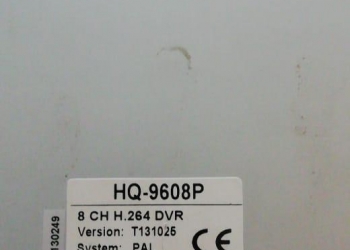 HQ-9608P
8 CH H.264 DVR
Version: T131025
System: PAL
CE
130249